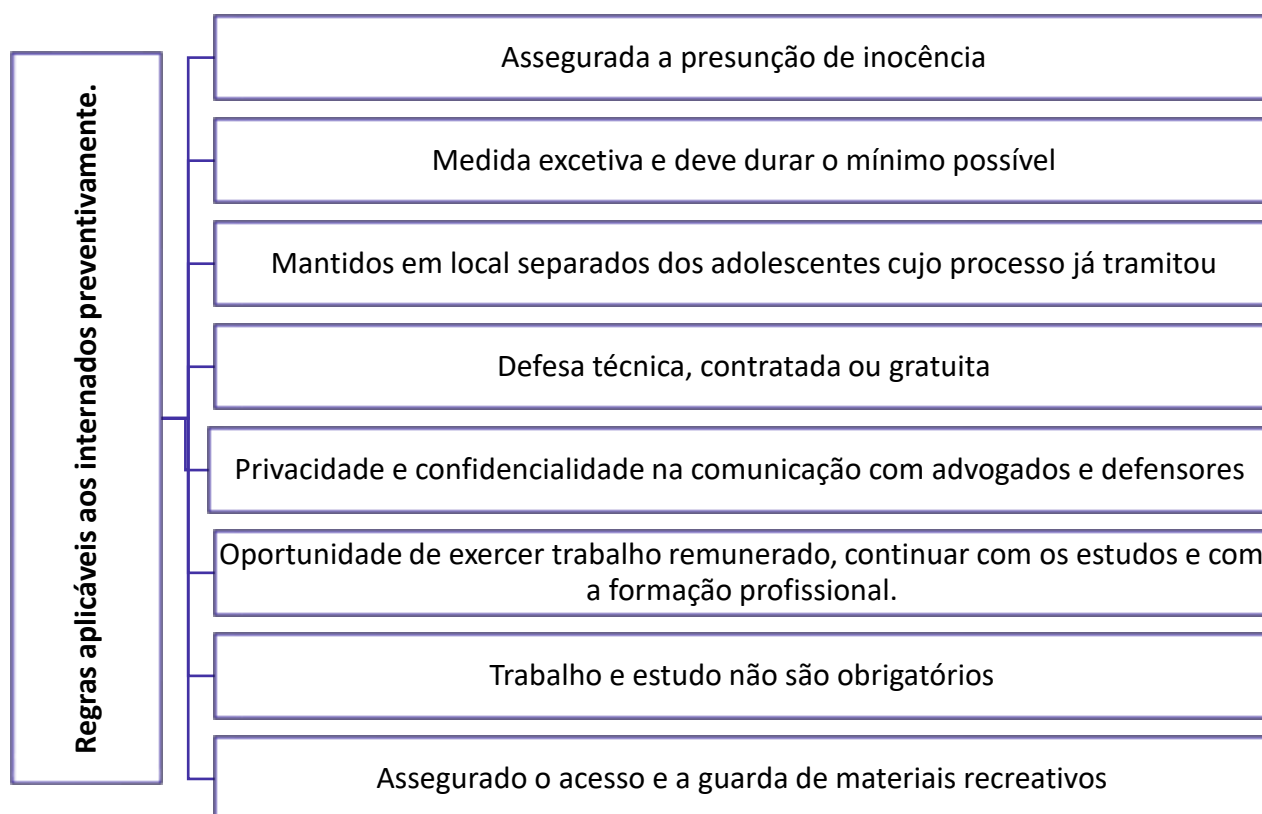 Regras aplicáveis aos internados preventivamente.
Assegurada a presunção de inocência
Medida excetiva e deve durar o mínimo possível
Mantidos em local separados dos adolescentes cujo processo já tramitou
Defesa técnica, contratada ou gratuita
Privacidade e confidencialidade na comunicação com advogados e defensores
Oportunidade de exercer trabalho remunerado, continuar com os estudos e com
a formação profissional.
Trabalho e estudo não são obrigatórios
Assegurado o acesso e a guarda de materiais recreativos